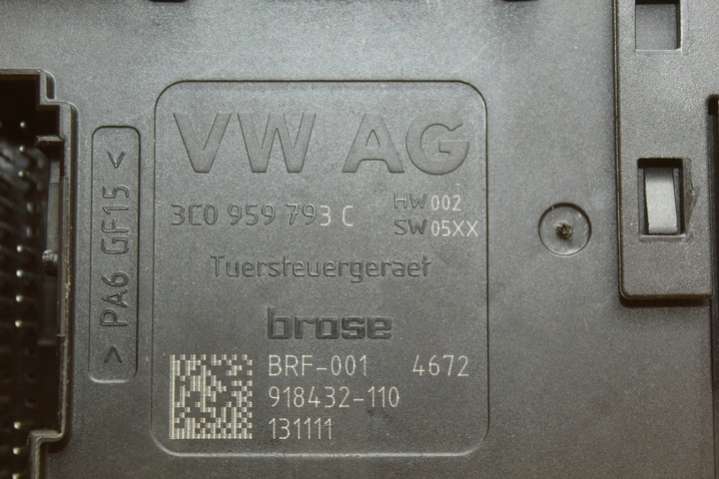 VW AG
3C0 959 793 C HW 002
SW 05XX
Tuersteuergeraet
brose
BRF-001 4672
918432-110
131111
> PA6 GF15 <